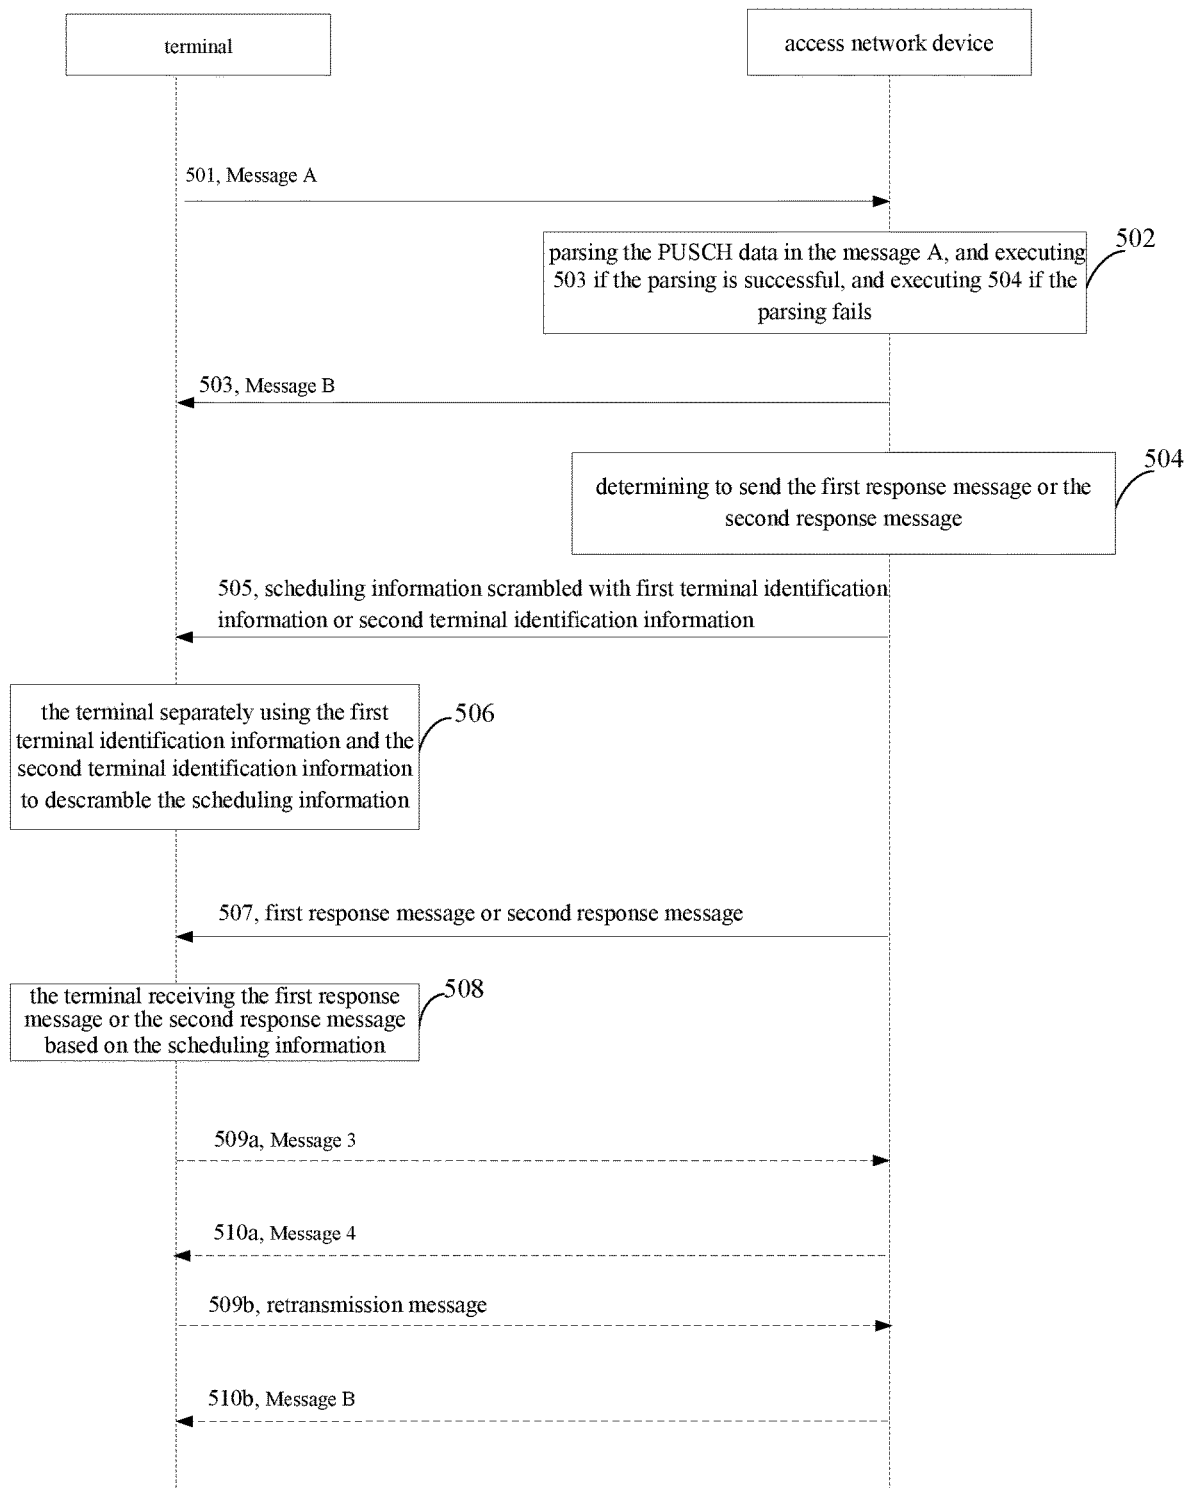 terminal
access network device
501, Message A
parsing the PUSCH data in the message A, and executing
503 if the parsing is successful, and executing 504 if the
parsing fails
502
503, Message B
504
determining to send the first response message or the
second response message
505, scheduling information scrambled with first terminal identification
information or second terminal identification information
the terminal separately using the first
terminal identification information and the
second terminal identification information
to descramble the scheduling information
506
507, first response message or second response message
the terminal receiving the first response
message or the second response message
based on the scheduling information
508
509a, Message 3
510a, Message 4
509b, retransmission message
510b, Message B